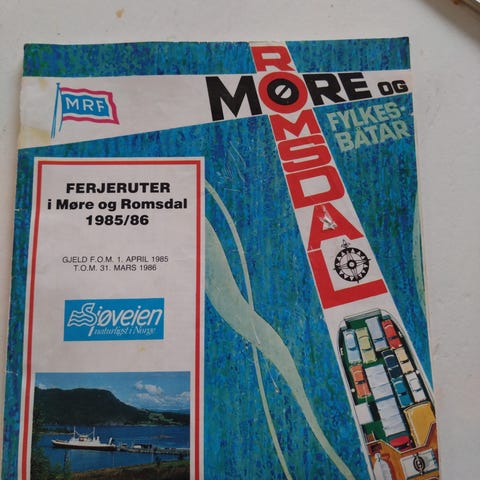 MRF
MØRE OG
ROMSDAL
FYLKES-
BÅTAR
FERJERUTER
i Møre og Romsdal
1985/86
GJELD F.O.M. 1. APRIL 1985
T.O.M. 31. MARS 1986
Sjøveien
naturligst i Norge